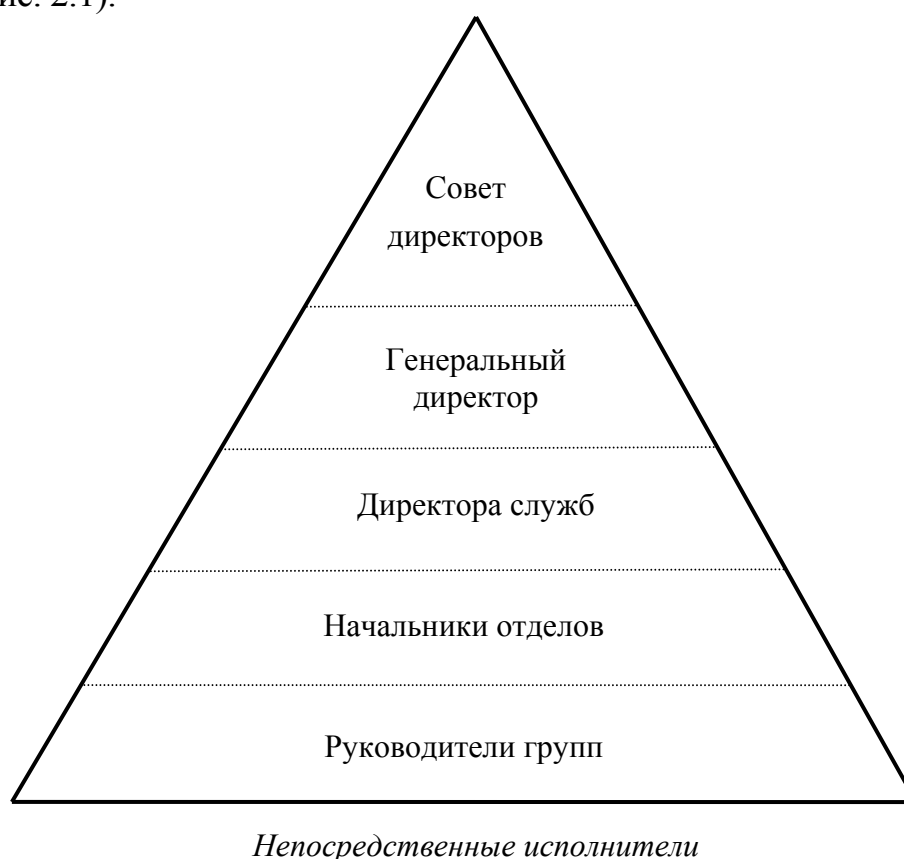 ис. 2.1).
Совет
директоров
Генеральный
директор
Директора служб
Начальники отделов
Руководители групп
Непосредственные исполнители